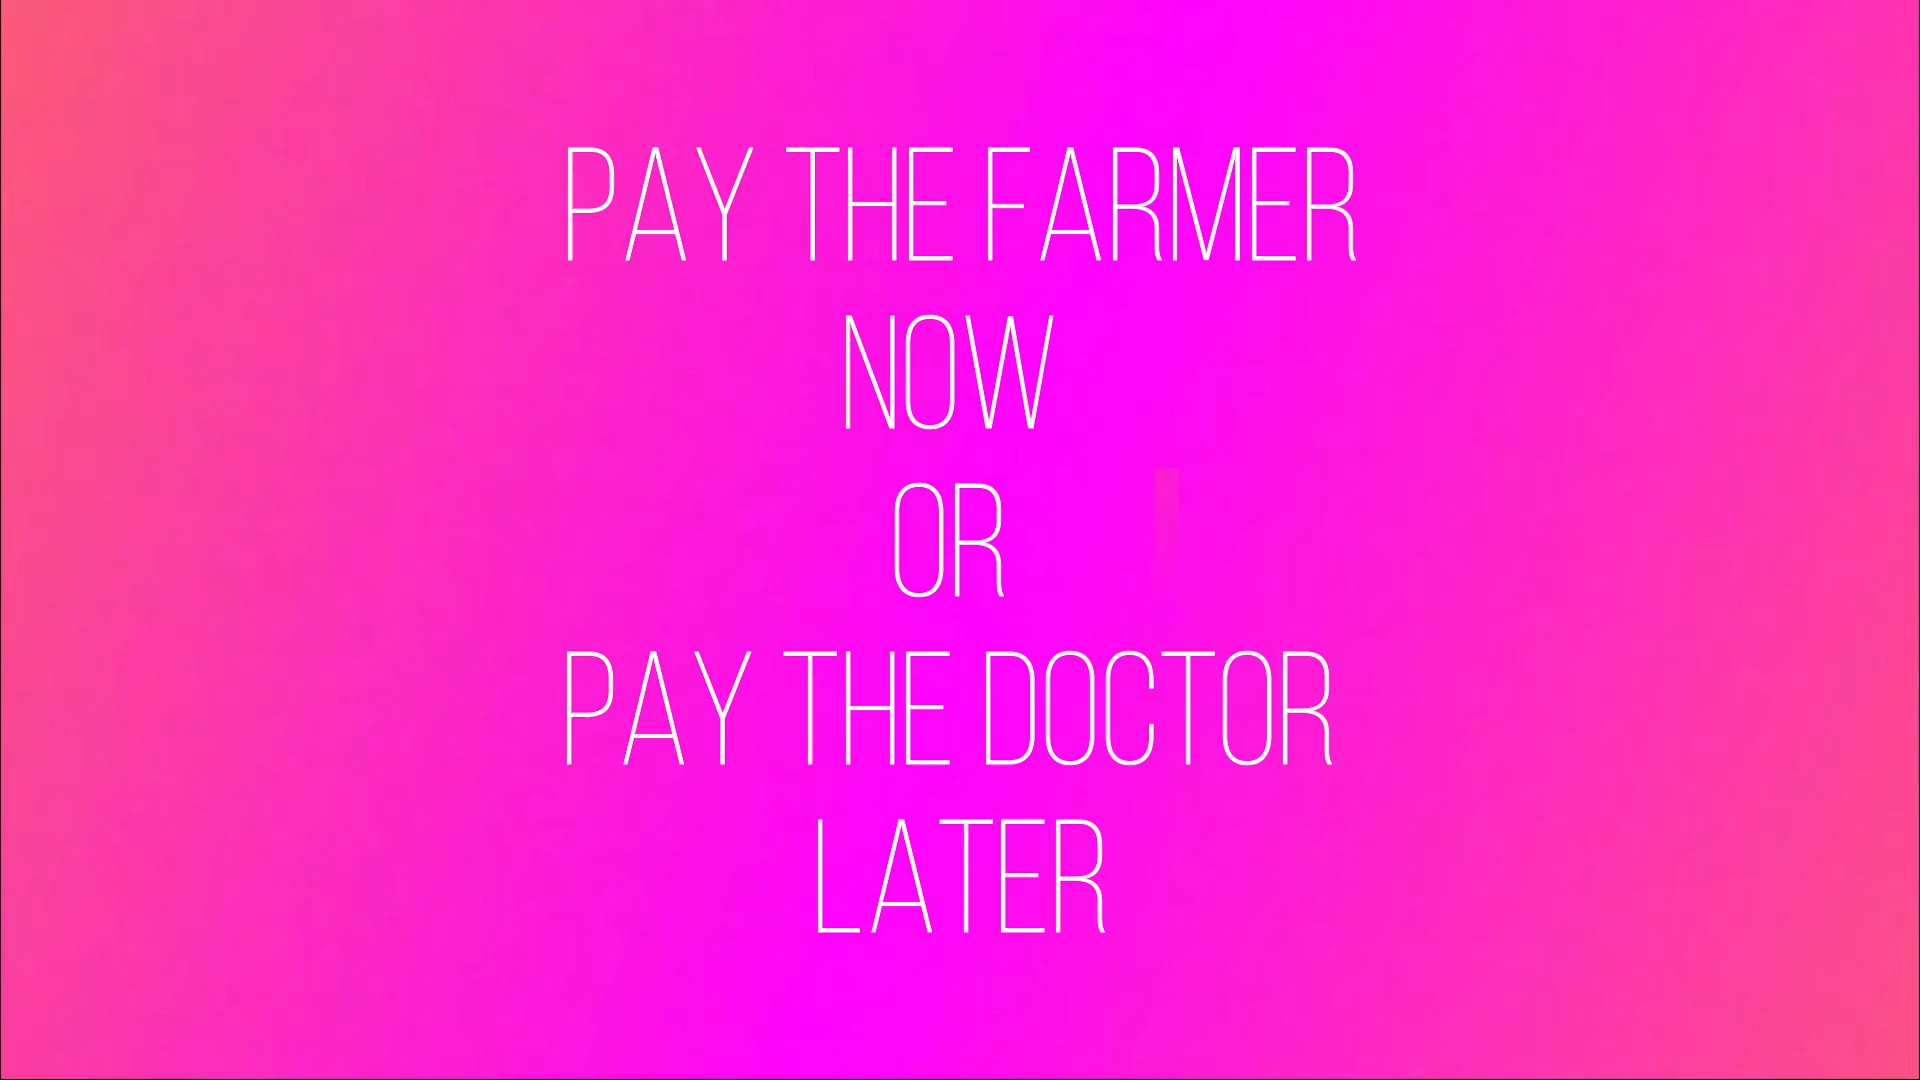 PAY THE FARMER
NOW
OR
PAY THE DOCTOR
LATER